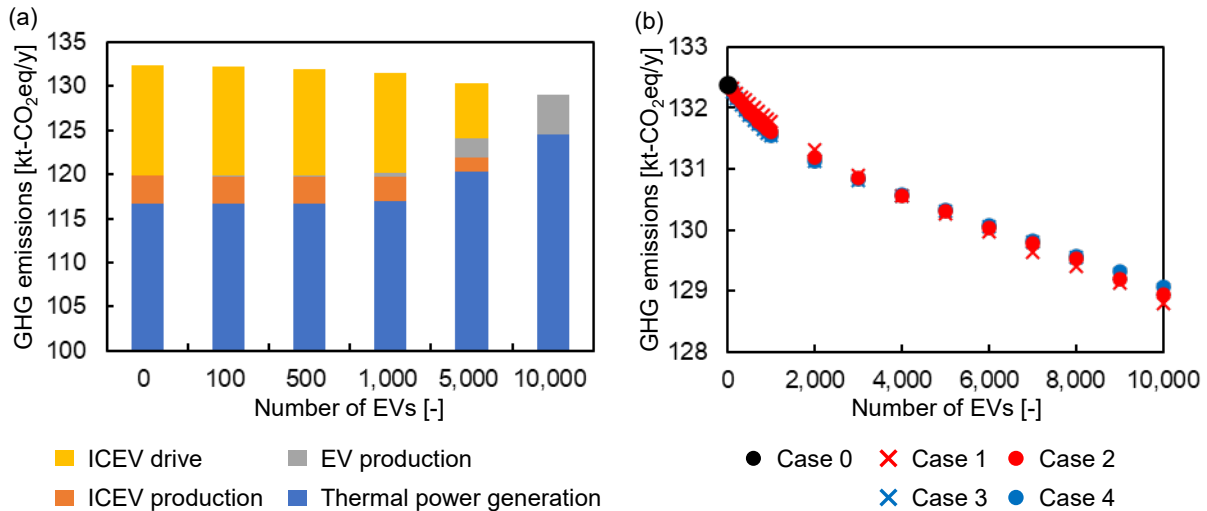 (a)
GHG emissions [kt-CO₂eq/y]
135
130
125
120
115
110
105
100
0 100 500 1,000 5,000 10,000
Number of EVs [-]
ICEV drive
EV production
ICEV production
Thermal power generation
(b)
GHG emissions [kt-CO₂eq/y]
133
132
131
130
129
128
0 2,000 4,000 6,000 8,000 10,000
Number of EVs [-]
Case 0
Case 1
Case 2
Case 3
Case 4